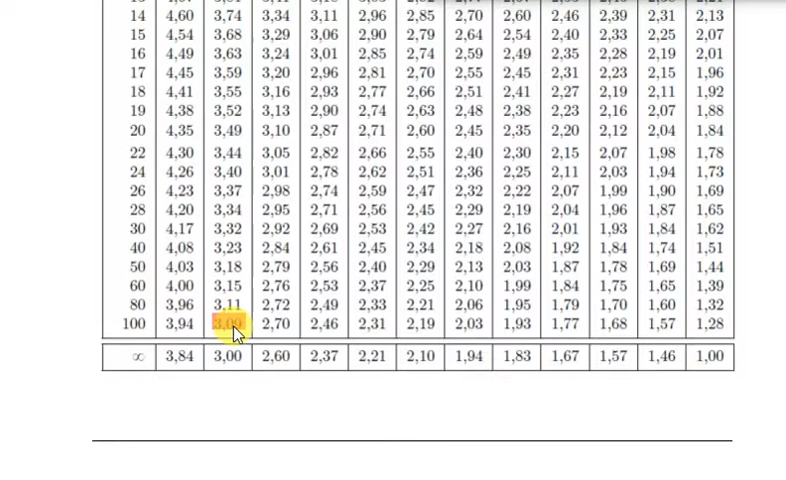 14 4,60 3,74 3,34 3,11 2,96 2,85 2,70 2,60 2,46 2,39 2,31 2,13
15 4,54 3,68 3,29 3,06 2,90 2,79 2,64 2,54 2,40 2,33 2,25 2,07
16 4,49 3,63 3,24 3,01 2,85 2,74 2,59 2,49 2,35 2,28 2,19 2,01
17 4,45 3,59 3,20 2,96 2,81 2,70 2,55 2,45 2,31 2,23 2,15 1,96
18 4,41 3,55 3,16 2,93 2,77 2,66 2,51 2,41 2,27 2,19 2,11 1,92
19 4,38 3,52 3,13 2,90 2,74 2,63 2,48 2,38 2,23 2,16 2,07 1,88
20 4,35 3,49 3,10 2,87 2,71 2,60 2,45 2,35 2,20 2,12 2,04 1,84
22 4,30 3,44 3,05 2,82 2,66 2,55 2,40 2,30 2,15 2,07 1,98 1,78
24 4,26 3,40 3,01 2,78 2,62 2,51 2,36 2,25 2,11 2,03 1,94 1,73
26 4,23 3,37 2,98 2,74 2,59 2,47 2,32 2,22 2,07 1,99 1,90 1,69
28 4,20 3,34 2,95 2,71 2,56 2,45 2,29 2,19 2,04 1,96 1,87 1,65
30 4,17 3,32 2,92 2,69 2,53 2,42 2,27 2,16 2,01 1,93 1,84 1,62
40 4,08 3,23 2,84 2,61 2,45 2,34 2,18 2,08 1,92 1,84 1,74 1,51
50 4,03 3,18 2,79 2,56 2,40 2,29 2,13 2,03 1,87 1,78 1,69 1,44
60 4,00 3,15 2,76 2,53 2,37 2,25 2,10 1,99 1,84 1,75 1,65 1,39
80 3,96 3,11 2,72 2,49 2,33 2,21 2,06 1,95 1,79 1,70 1,60 1,32
100 3,94 3,09 2,70 2,46 2,31 2,19 2,03 1,93 1,77 1,68 1,57 1,28
∞ 3,84 3,00 2,60 2,37 2,21 2,10 1,94 1,83 1,67 1,57 1,46 1,00